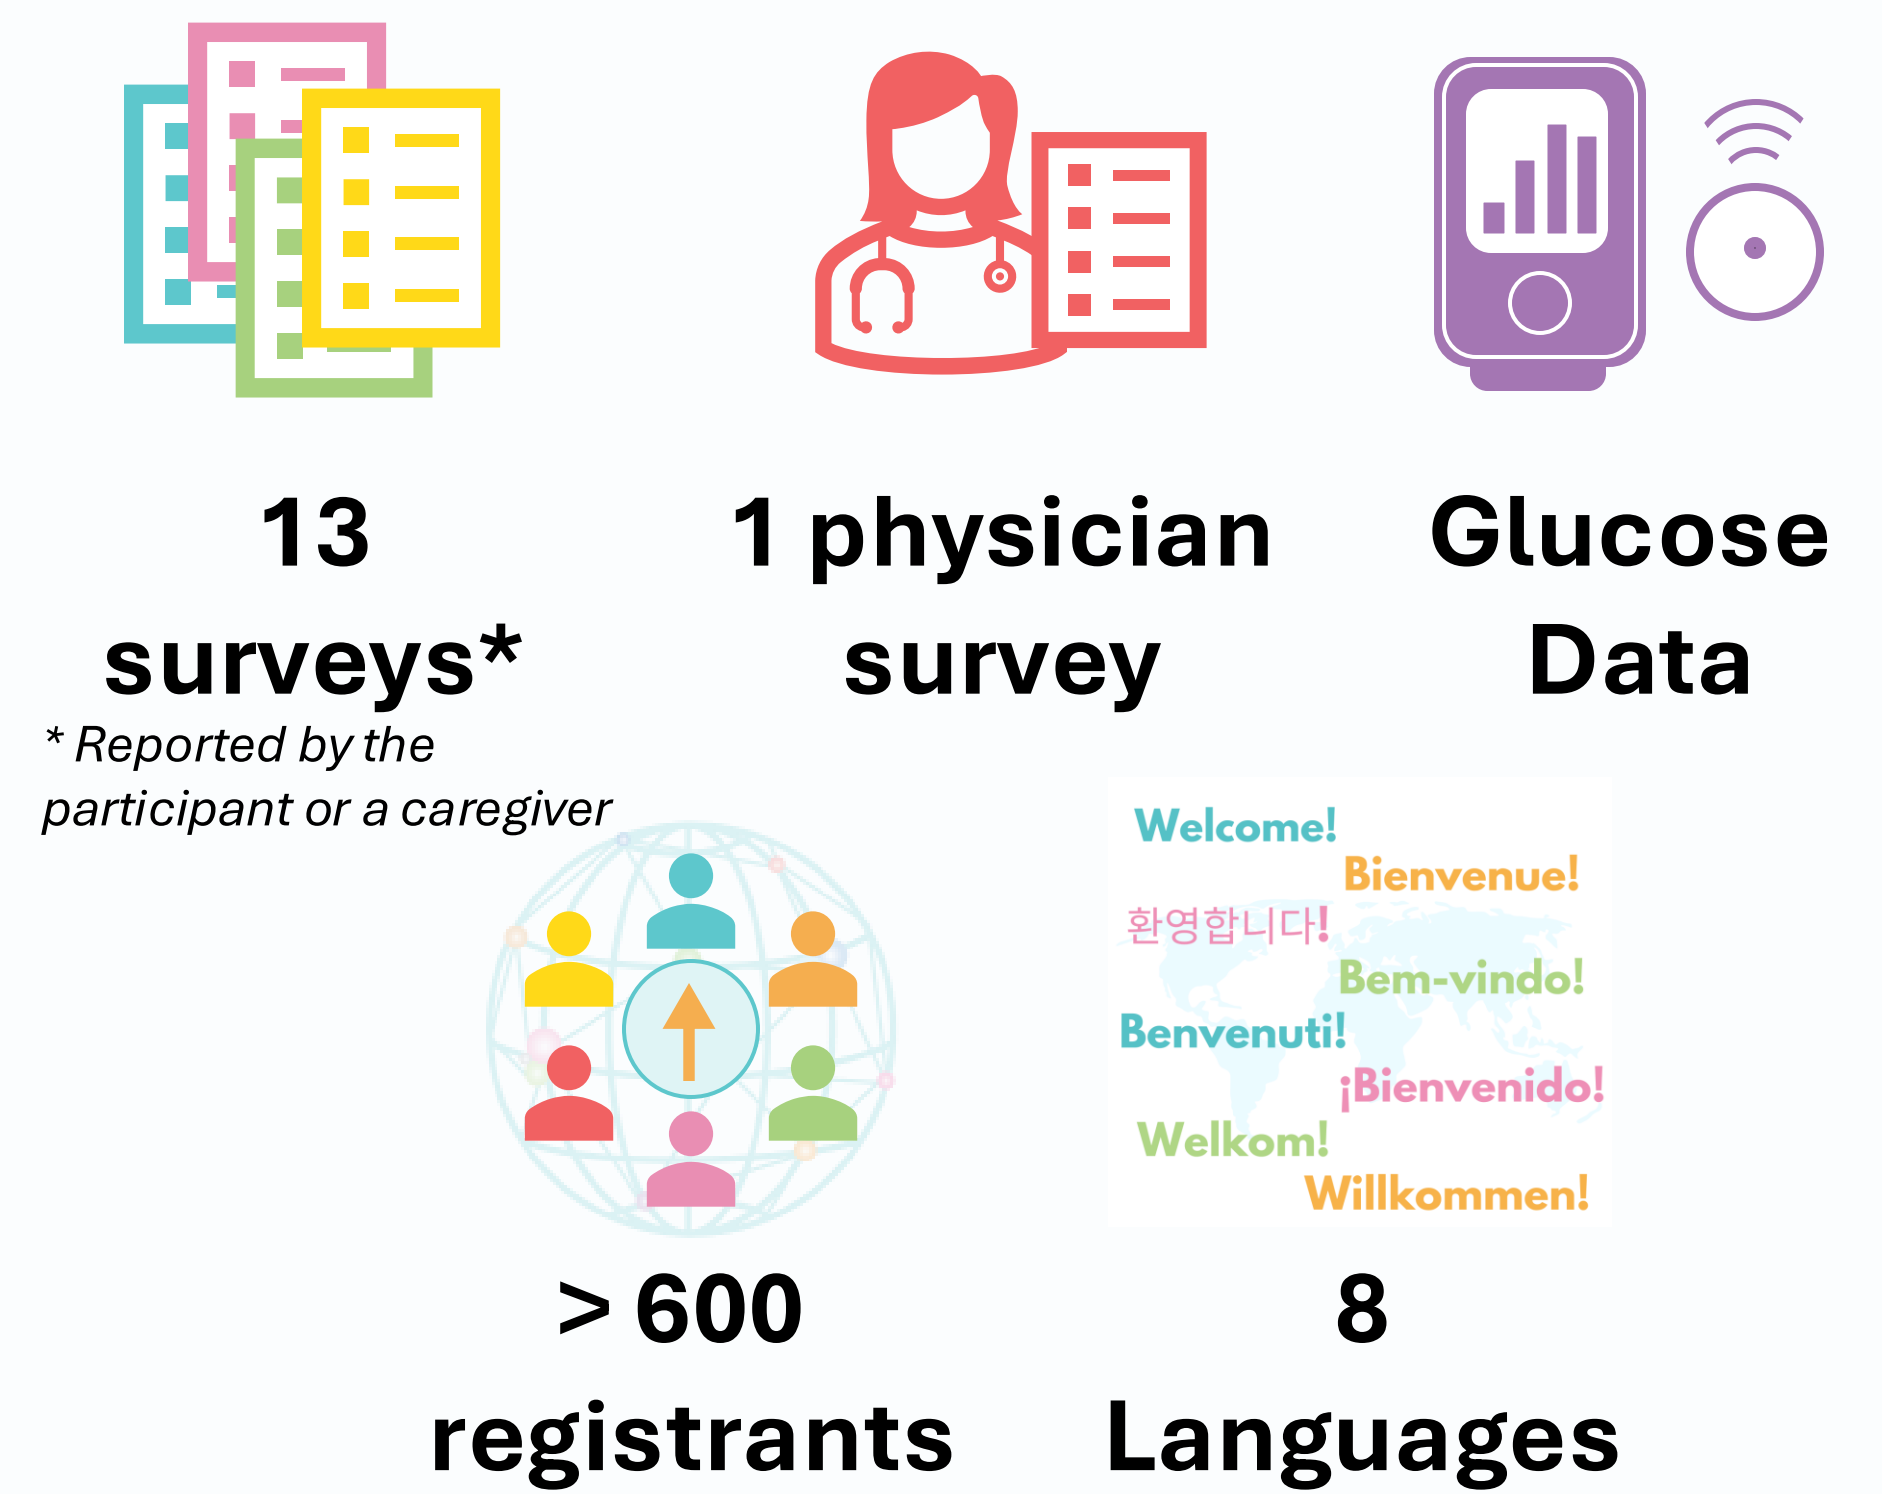 13
surveys*
* Reported by the
participant or a caregiver
1 physician
survey
Glucose
Data
> 600
registrants
Welcome!
Bienvenue!
환영합니다!
Bem-vindo!
Benvenuti!
¡Bienvenido!
Welkom!
Willkommen!
8
Languages